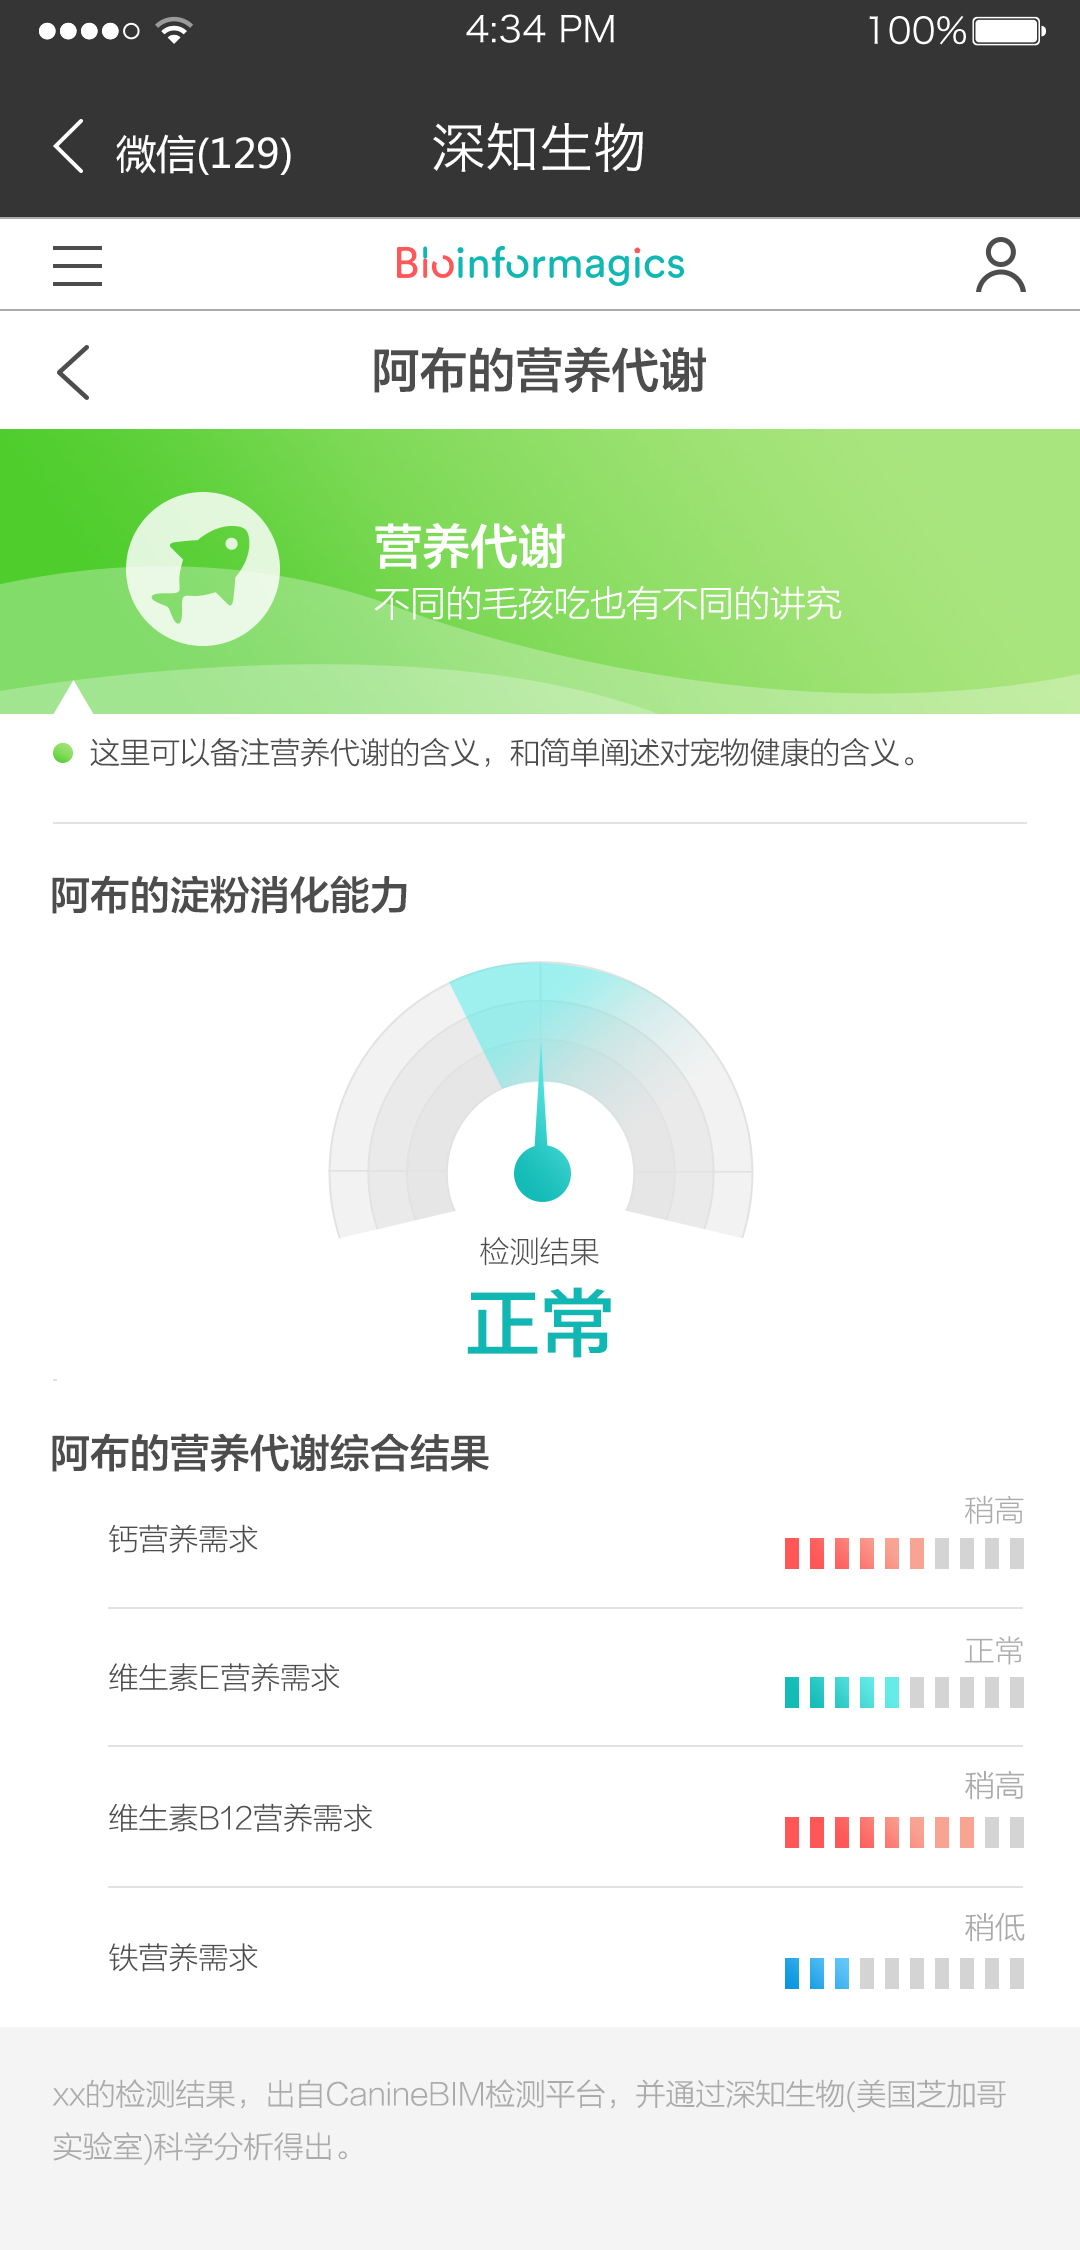 4:34 PM
100%
微信(129)
深知生物
Bioinformagics
阿布的营养代谢
营养代谢
不同的毛孩吃也有不同的讲究
这里可以备注营养代谢的含义，和简单阐述对宠物健康的含义。
阿布的淀粉消化能力
检测结果
正常
阿布的营养代谢综合结果
稍高
钙营养需求
正常
维生素E营养需求
稍高
维生素B12营养需求
稍低
铁营养需求
xx的检测结果，出自CanineBIM检测平台，并通过深知生物(美国芝加哥
实验室)科学分析得出。